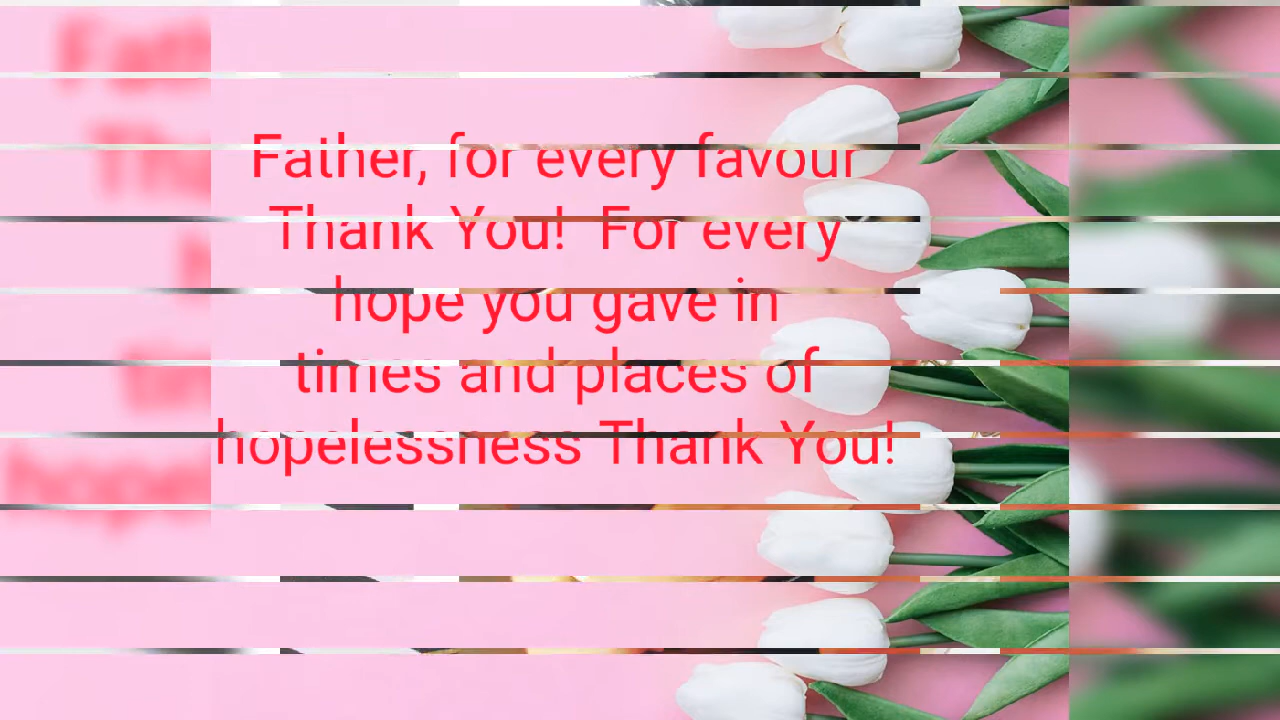 Father, for every favour
Thank You!  For every
hope you gave in
times and places of
hopelessness Thank You!